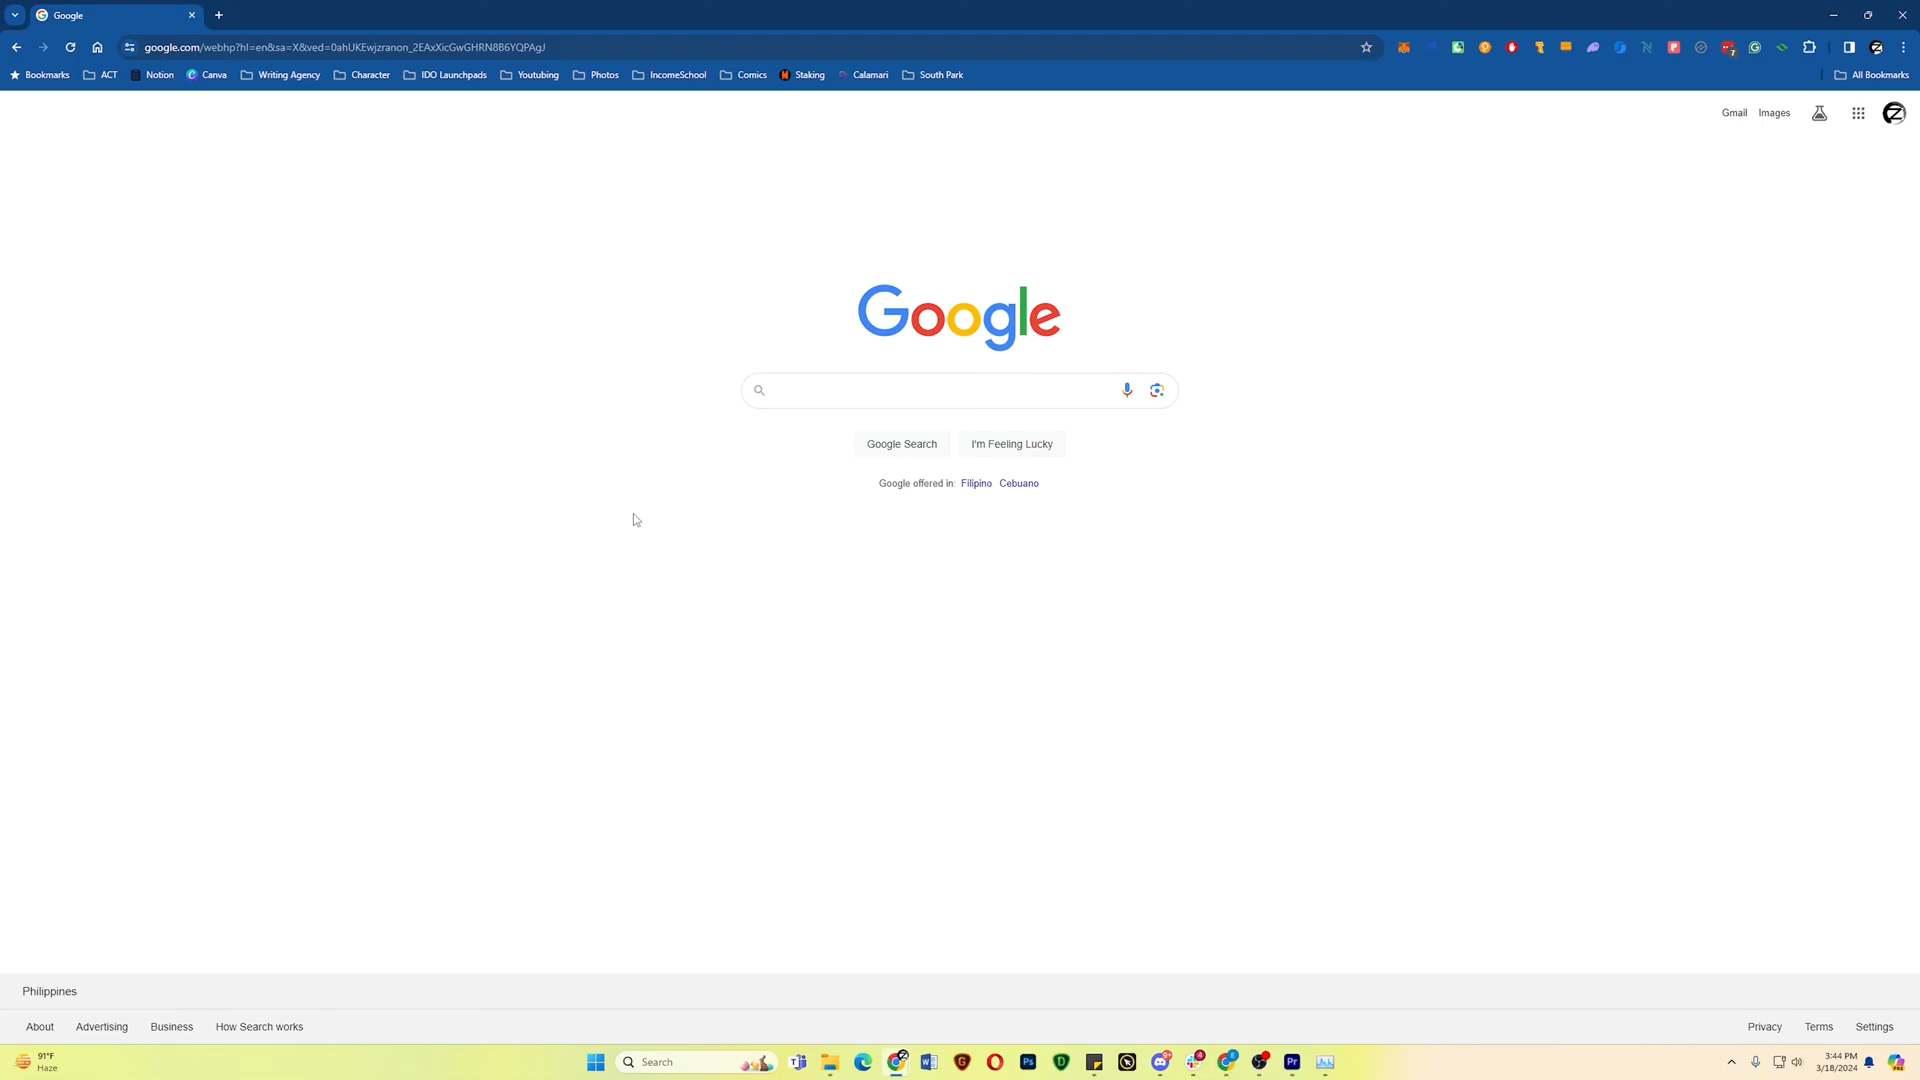 Google
google.com/webhp?hl=en&sa=X&ved=0ahUKEwjzranon_2EAxXicGwGHRN8B6YQPAgJ
7
Bookmarks ACT Notion Canva Writing Agency Character IDO Launchpads Youtubing Photos IncomeSchool Comics Staking Calamari South Park All Bookmarks
Gmail Images
Google
Google Search I'm Feeling Lucky
Google offered in: Filipino Cebuano
Philippines
About Advertising Business How Search works Privacy Terms Settings
91°F
Haze
Search
9+
4
3:44 PM
3/18/2024